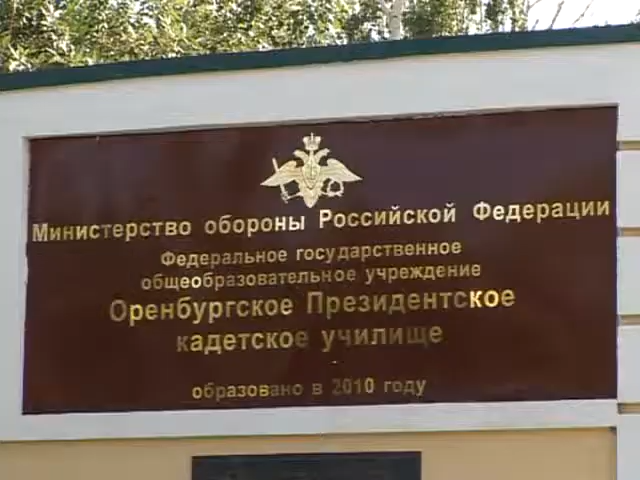 Министерство обороны Российской Федерации
Федеральное государственное
общеобразовательное учреждение
Оренбургское Президентское
кадетское училище
образовано в 2010 году